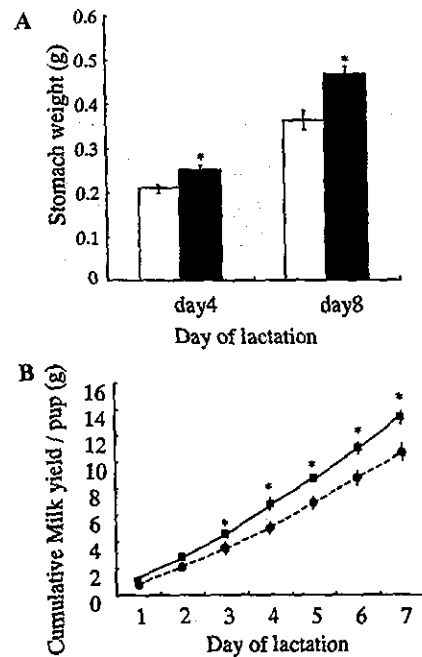 A
Stomach weight (g)
0.6
0.5
0.4
0.3
0.2
0.1
0
*
*
day4
day8
Day of lactation
B
Cumulative Milk yield / pup (g)
16
14
12
10
8
6
4
2
0
*
*
*
*
*
1 2 3 4 5 6 7
Day of lactation